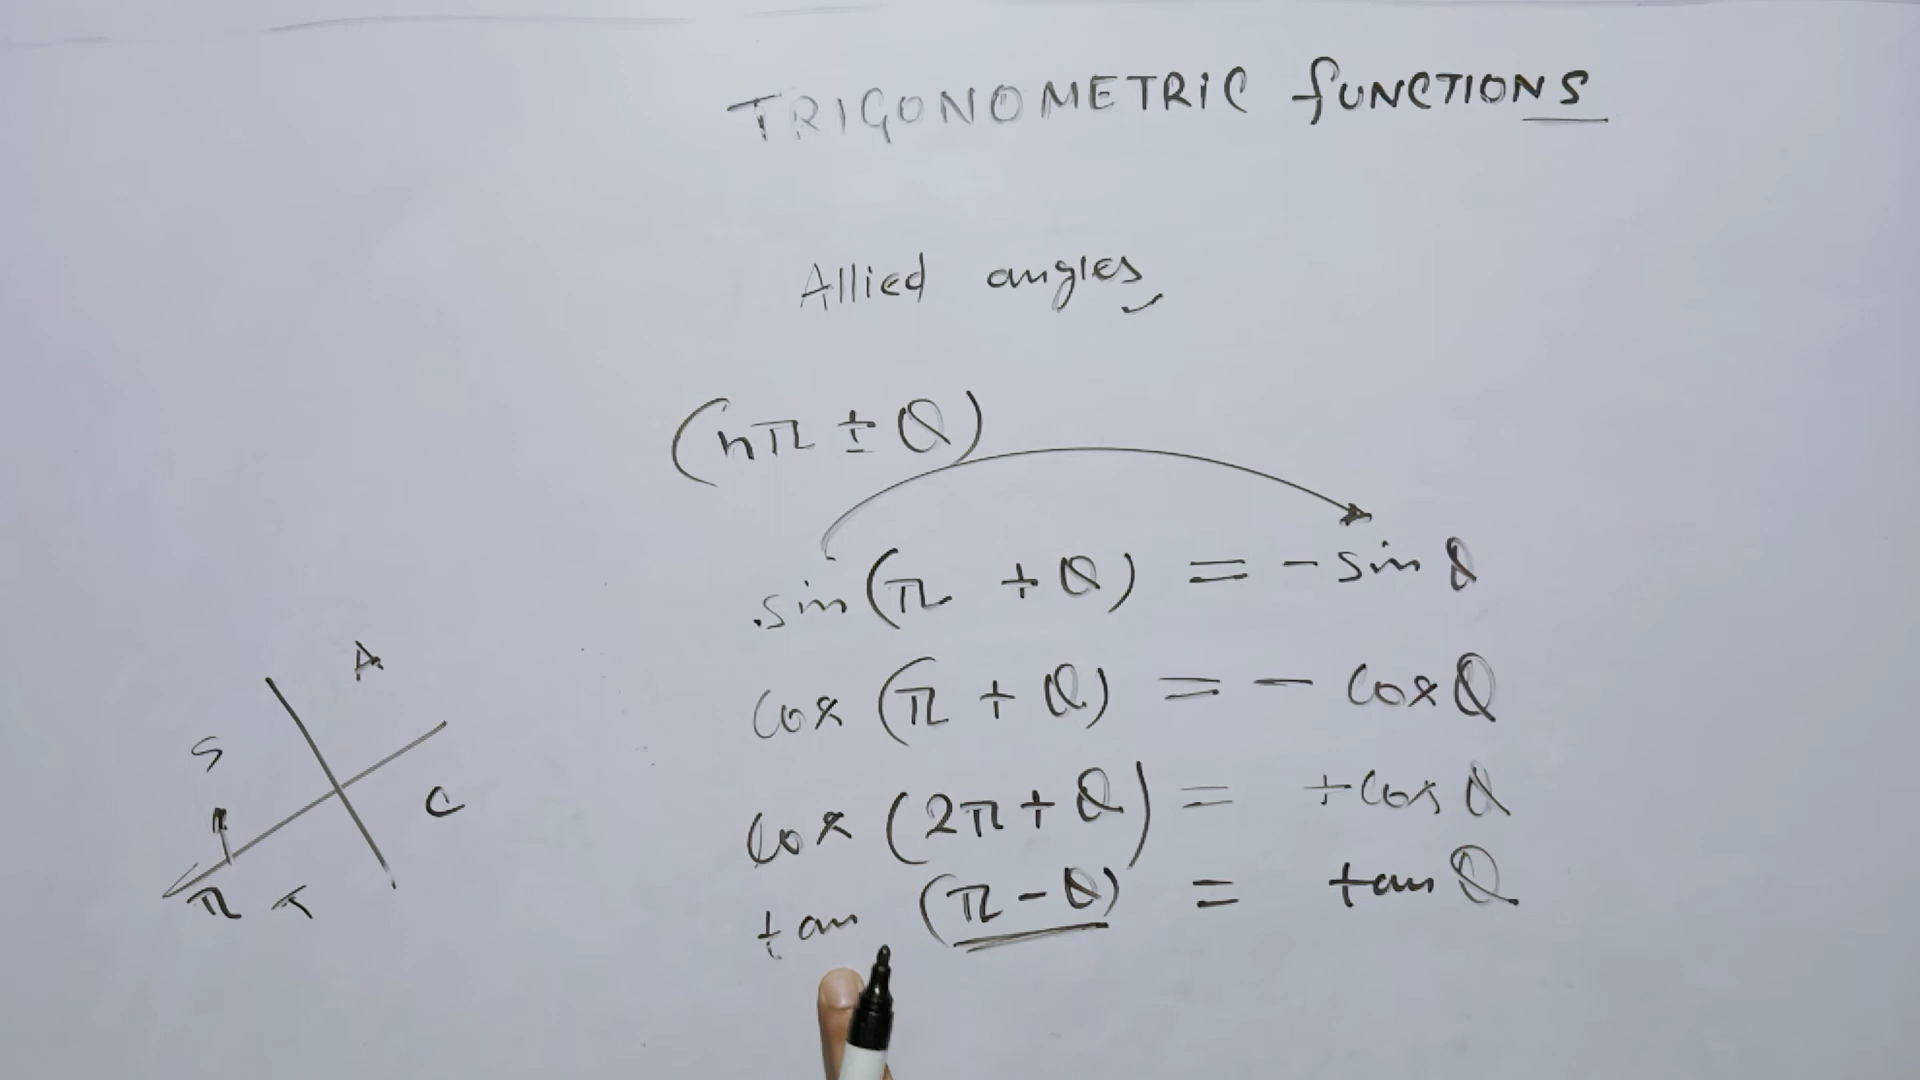 TRIGONOMETRIC FUNCTIONS
Allied angles
(nπ ± θ)
sin(π + θ) = - sin θ
cos (π + θ) = - cos θ
cos (2π + θ) = + cos θ
tan (π - θ) = tan θ
A
S
C
π T